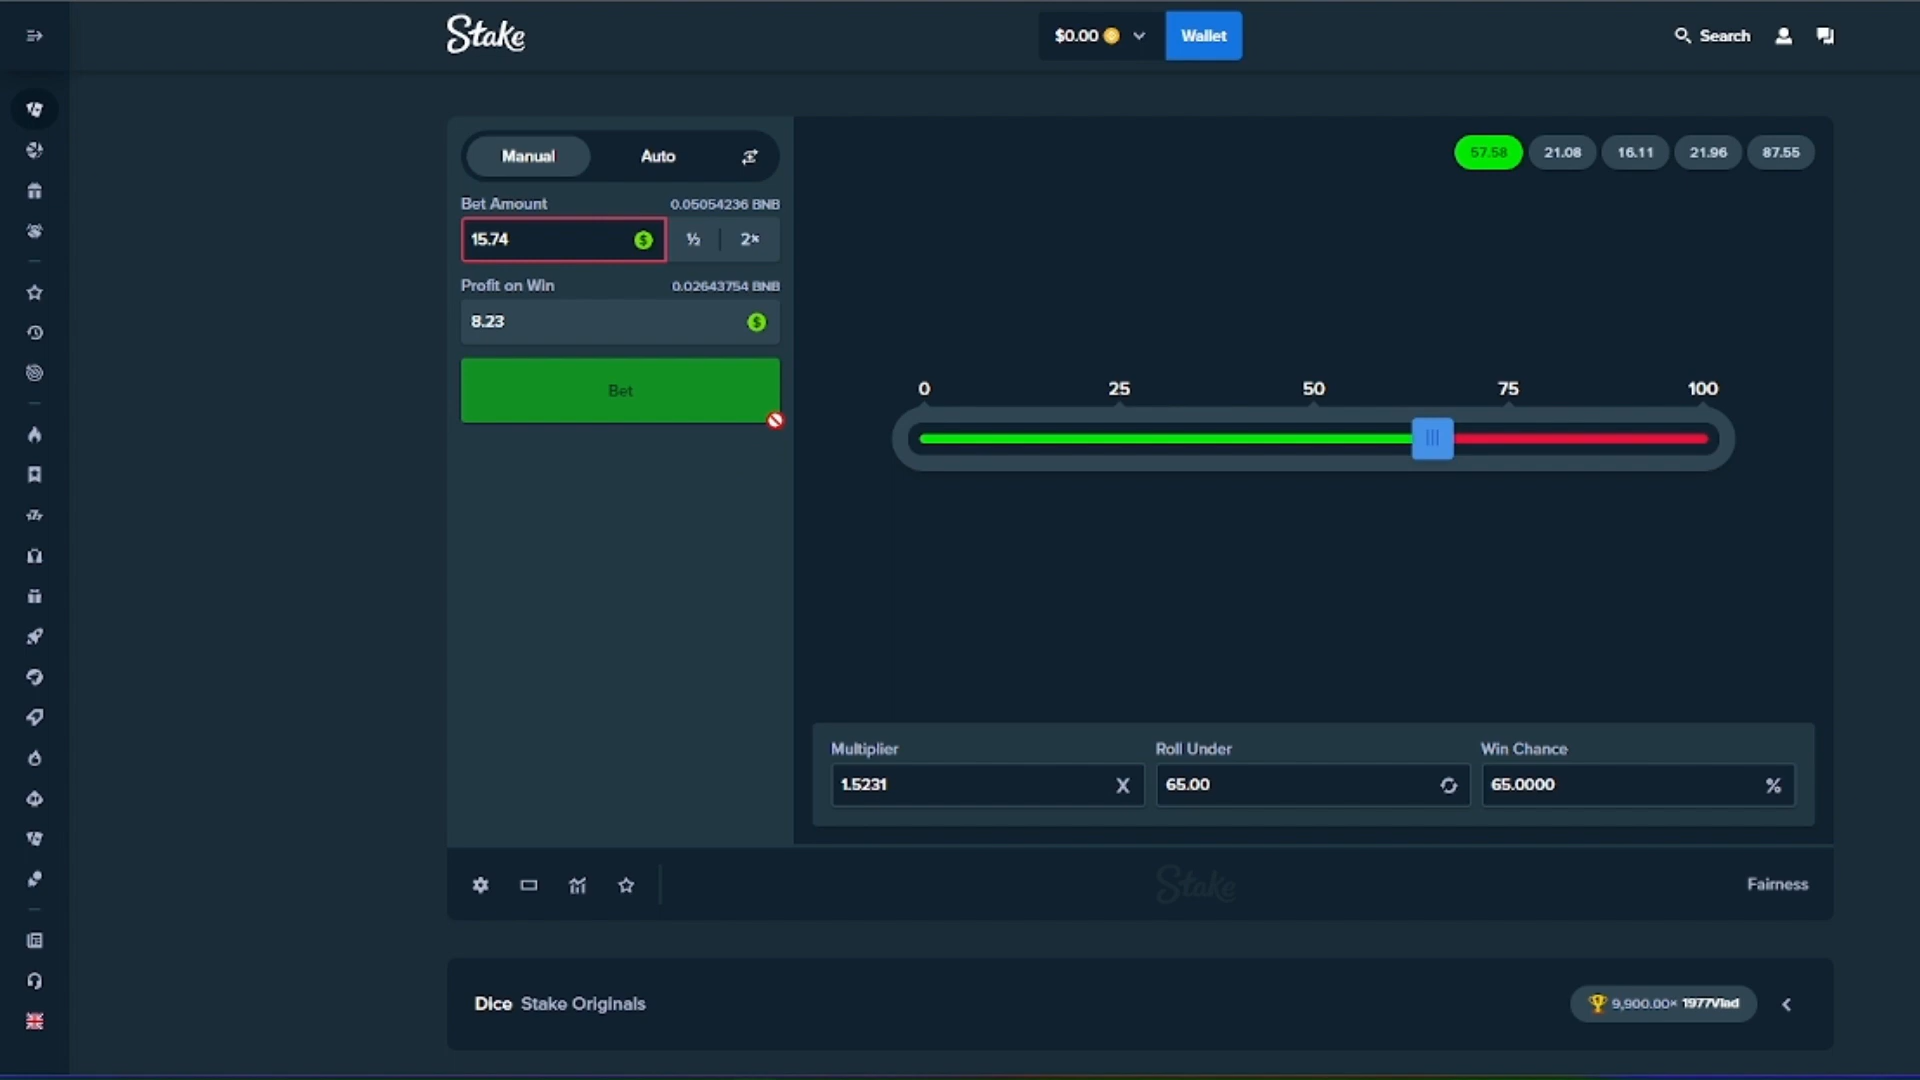 Stake
$0.00
Wallet
Search
Manual
Auto
57.58
21.08
16.11
21.96
87.55
Bet Amount
0.05054236 BNB
15.74
$
½
2×
Profit on Win
0.02643754 BNB
8.23
$
Bet
0
25
50
75
100
Multiplier
Roll Under
Win Chance
1.5231
X
65.00
65.0000
%
Stake
Fairness
Dice Stake Originals
9,900.00× 1977Vlad